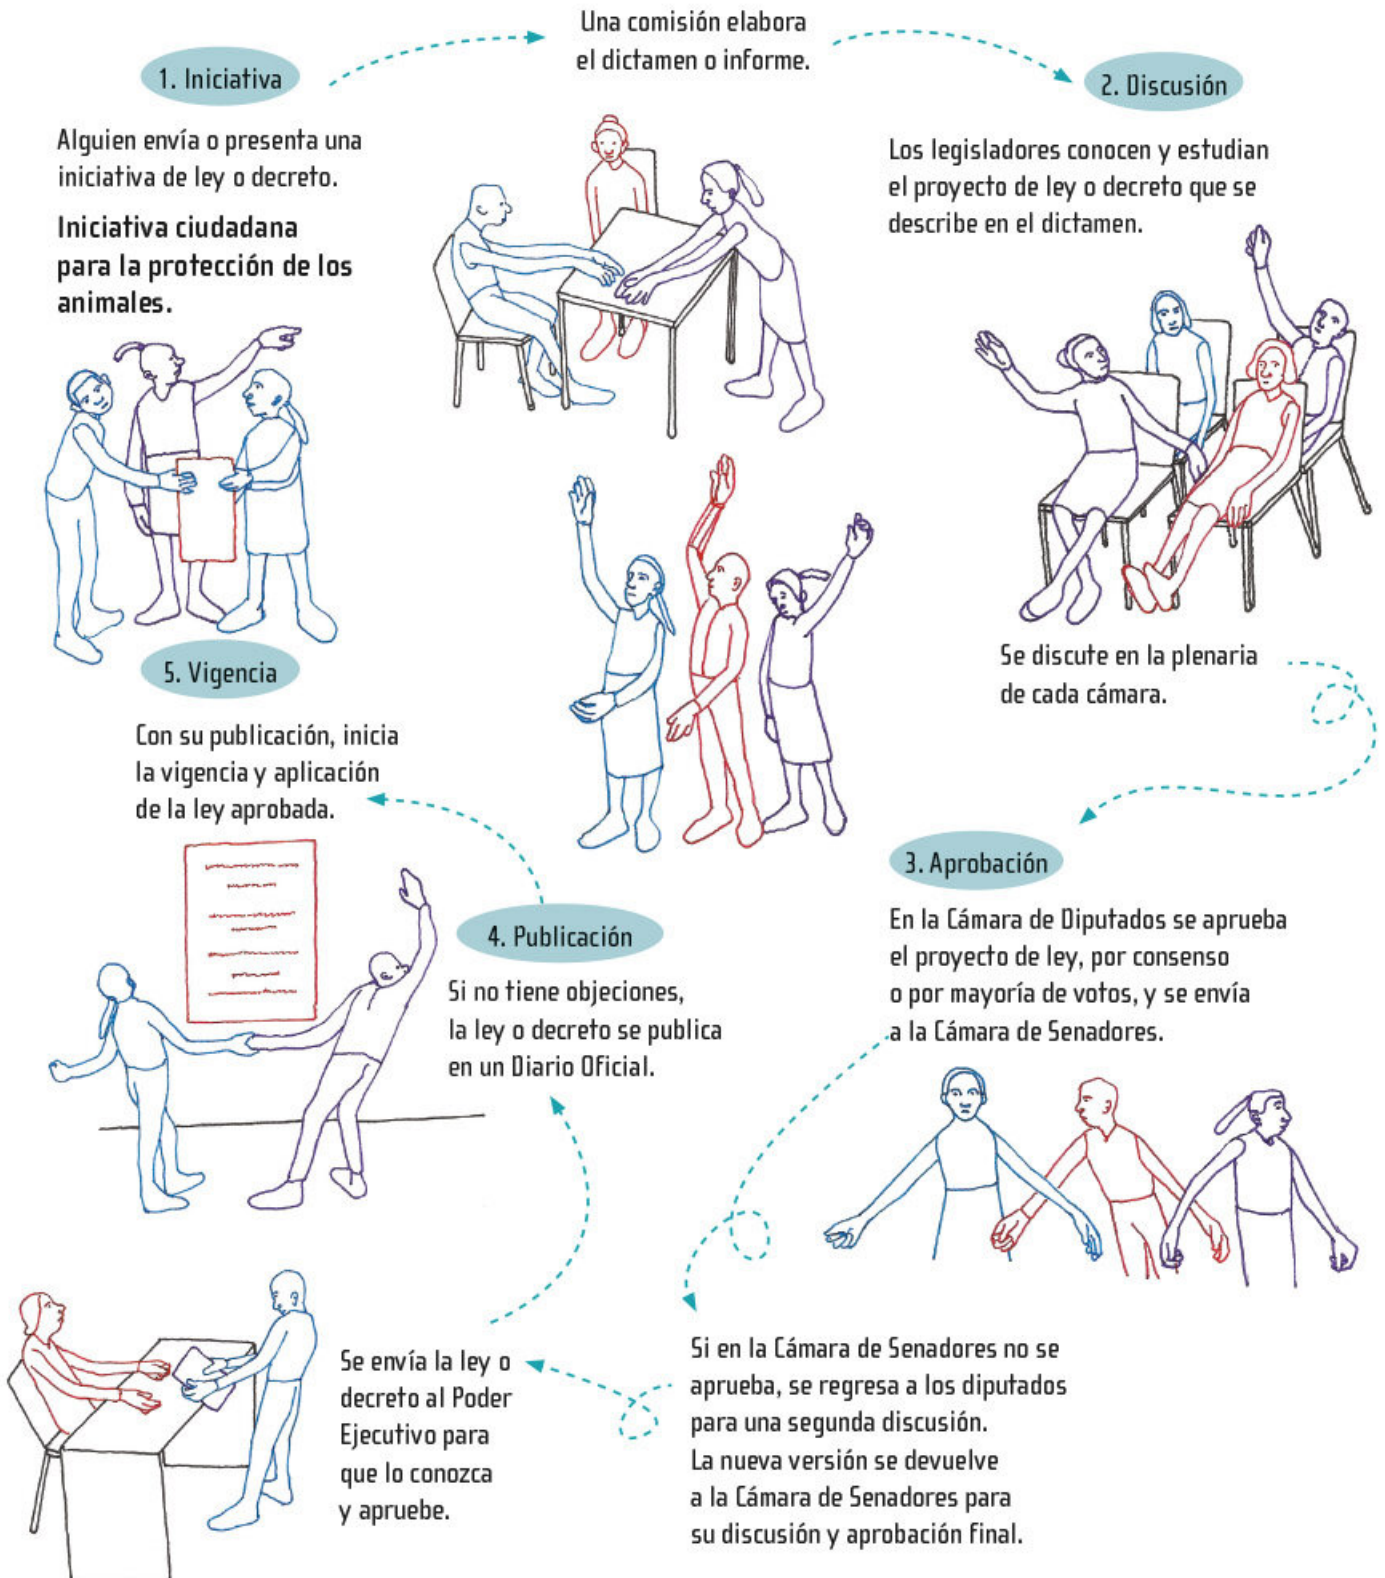 1. Iniciativa
Alguien envía o presenta una
iniciativa de ley o decreto.
Iniciativa ciudadana
para la protección de los
animales.
Una comisión elabora
el dictamen o informe.
2. Discusión
Los legisladores conocen y estudian
el proyecto de ley o decreto que se
describe en el dictamen.
Se discute en la plenaria
de cada cámara.
3. Aprobación
En la Cámara de Diputados se aprueba
el proyecto de ley, por consenso
o por mayoría de votos, y se envía
a la Cámara de Senadores.
Si en la Cámara de Senadores no se
aprueba, se regresa a los diputados
para una segunda discusión.
La nueva versión se devuelve
a la Cámara de Senadores para
su discusión y aprobación final.
Se envía la ley o
decreto al Poder
Ejecutivo para
que lo conozca
y apruebe.
4. Publicación
Si no tiene objeciones,
la ley o decreto se publica
en un Diario Oficial.
5. Vigencia
Con su publicación, inicia
la vigencia y aplicación
de la ley aprobada.